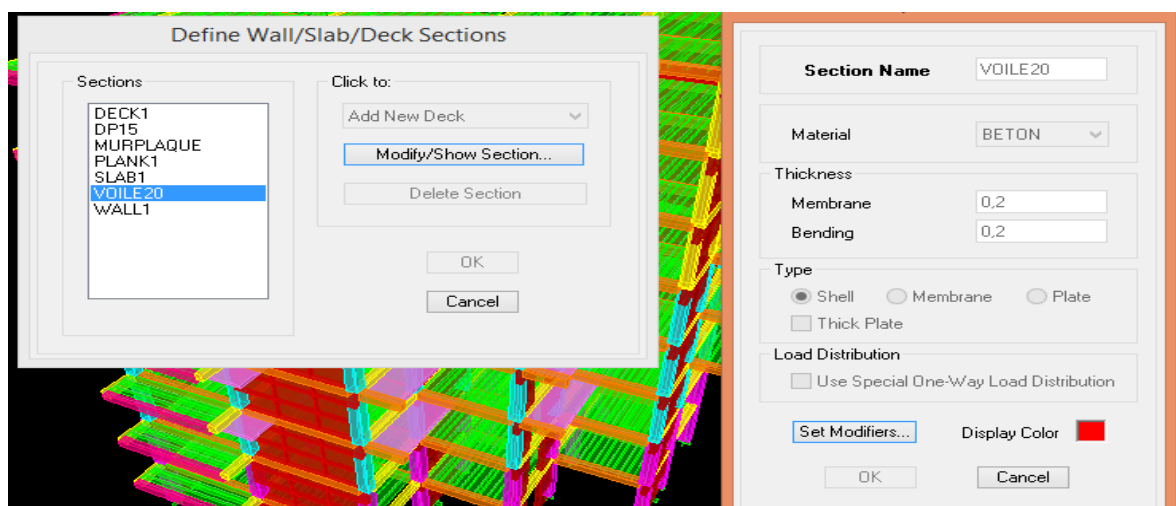 Define Wall/Slab/Deck Sections
Sections
DECK1
DP15
MURPLAQUE
PLANK1
SLAB1
VOILE20
WALL1
Click to:
Add New Deck
Modify/Show Section...
Delete Section
OK
Cancel
Section Name VOILE20
Material BETON
Thickness
Membrane 0,2
Bending 0,2
Type
Shell Membrane Plate
Thick Plate
Load Distribution
Use Special One-Way Load Distribution
Set Modifiers... Display Color
OK Cancel